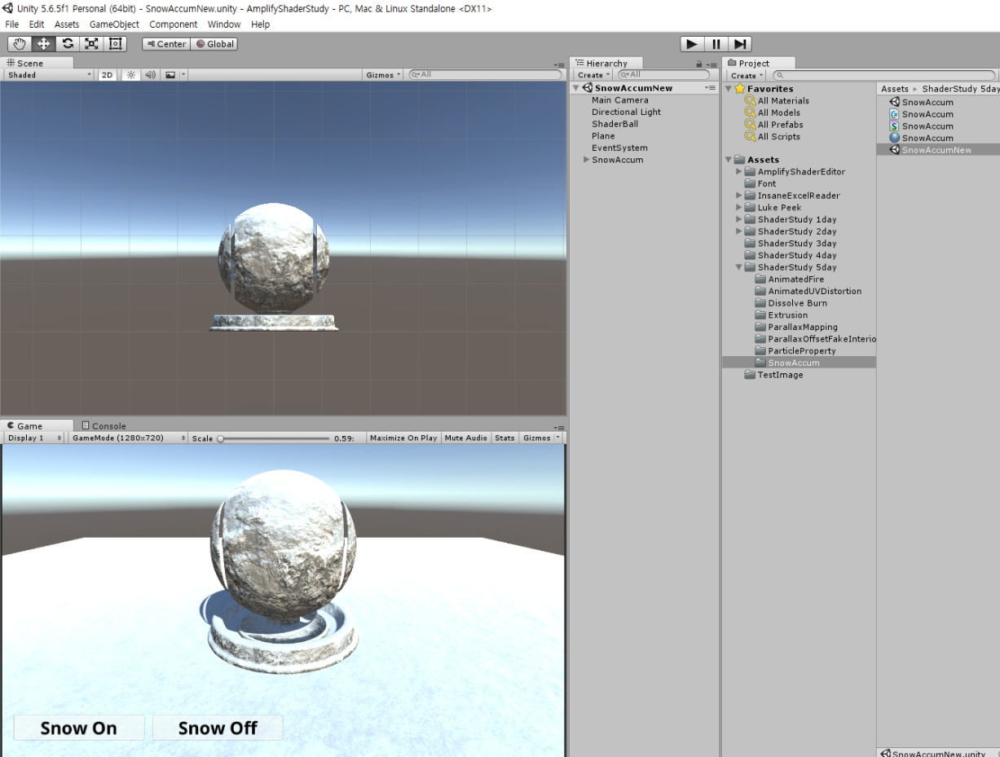 Unity 5.6.5f1 Personal (64bit) - SnowAccumNew.unity - AmplifyShaderStudy - PC, Mac & Linux Standalone <DX11>
File Edit Assets GameObject Component Window Help
Center Global
Scene
Shaded 2D Gizmos All
Hierarchy
Create All
SnowAccumNew
Main Camera
Directional Light
ShaderBall
Plane
EventSystem
SnowAccum
Project
Create
Favorites
All Materials
All Models
All Prefabs
All Scripts
Assets
AmplifyShaderEditor
Font
InsaneExcelReader
Luke Peek
ShaderStudy 1day
ShaderStudy 2day
ShaderStudy 3day
ShaderStudy 4day
ShaderStudy 5day
AnimatedFire
AnimatedUVDistortion
Dissolve Burn
Extrusion
ParallaxMapping
ParallaxOffsetFakeInterio
ParticleProperty
SnowAccum
TestImage
Assets ShaderStudy 5day
SnowAccum
SnowAccum
SnowAccum
SnowAccum
SnowAccumNew
SnowAccumNew.unity
Game Console
Display 1 GameMode (1280x720) Scale 0.59: Maximize On Play Mute Audio Stats Gizmos
Snow On Snow Off